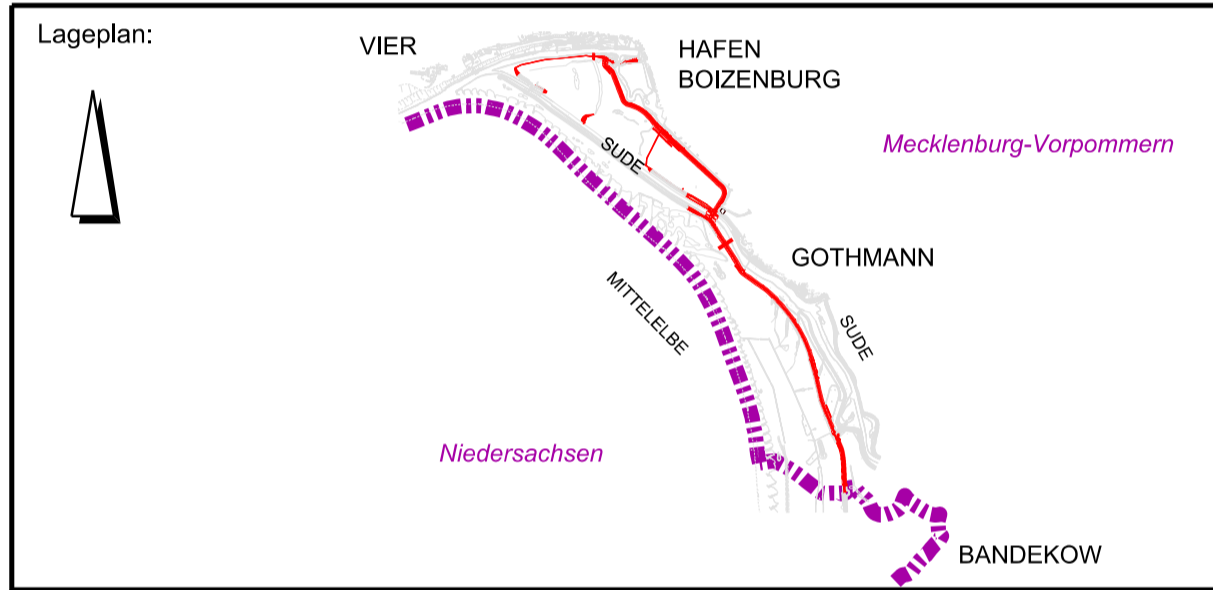 Lageplan:
VIER
HAFEN
BOIZENBURG
Mecklenburg-Vorpommern
SUDE
GOTHMANN
MITTELELBE
SUDE
Niedersachsen
BANDEKOW